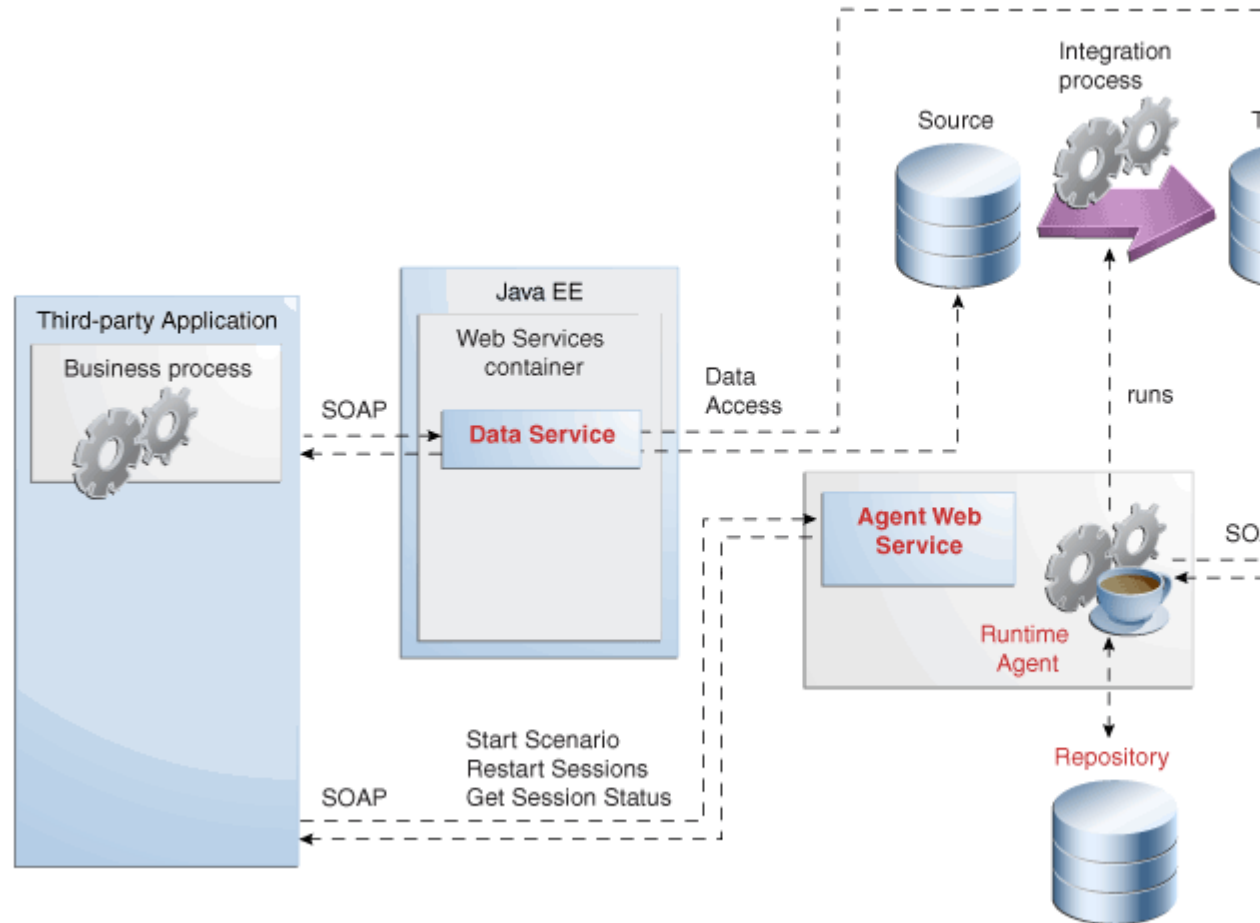 Integration
process
Source
Java EE
Third-party Application
Web Services
container
Business process
Data
Access
SOAP
runs
Data Service
Agent Web
Service
Runtime
Agent
Start Scenario
Restart Sessions
Get Session Status
SOAP
Repository